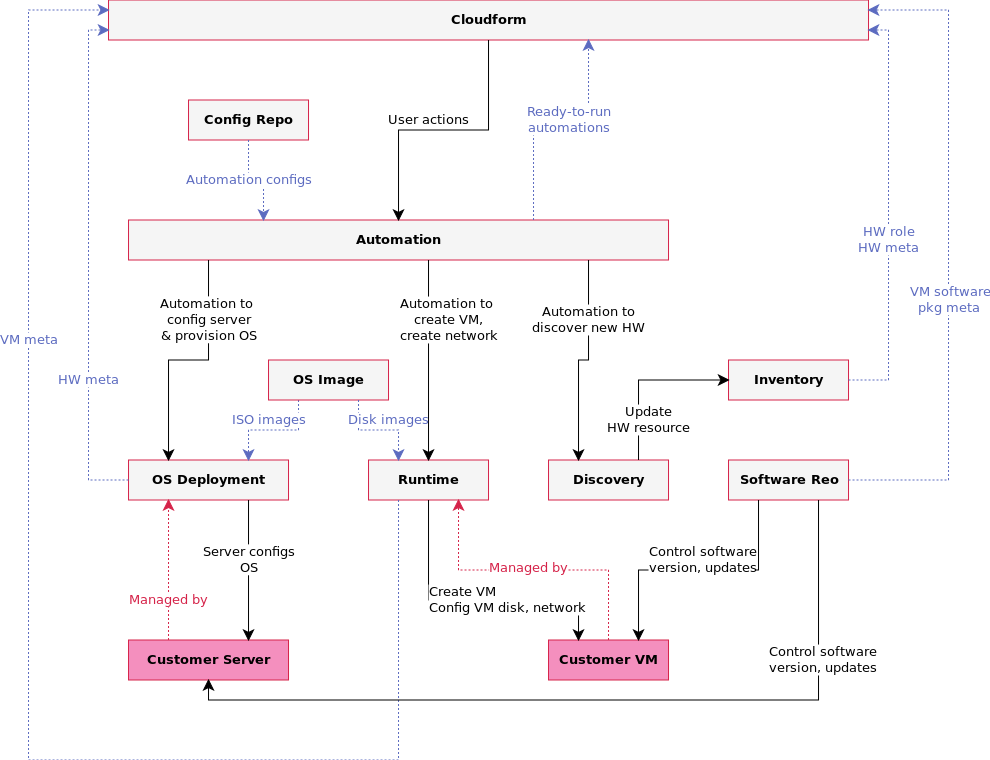 Cloudform
Ready-to-run
automations
Config Repo
User actions
Automation configs
Automation
HW role
HW meta
VM software
pkg meta
Automation to
config server
& provision OS
Automation to
create VM,
create network
Automation to
discover new HW
VM meta
HW meta
OS Image
Inventory
ISO images
Disk images
Update
HW resource
OS Deployment
Runtime
Discovery
Software Reo
Server configs
OS
Managed by
Control software
version, updates
Managed by
Create VM
Config VM disk, network
Customer Server
Customer VM
Control software
version, updates